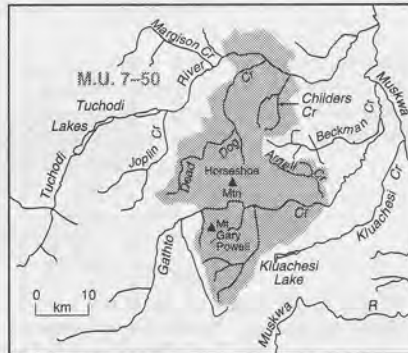 Margison Cr
M.U. 7–50
River
Tuchodi
Lakes
Cr
Childers
Cr
Muskwa
Beckman Cr
Joplin Cr
Dog
Dead
Cr
Horseshoe
Mtn
Tuchodi
Cr
Mt
Gary
Powell
Gathto
Kluachesi Cr
Kluachesi
Lake
0 10
km
Muskwa R